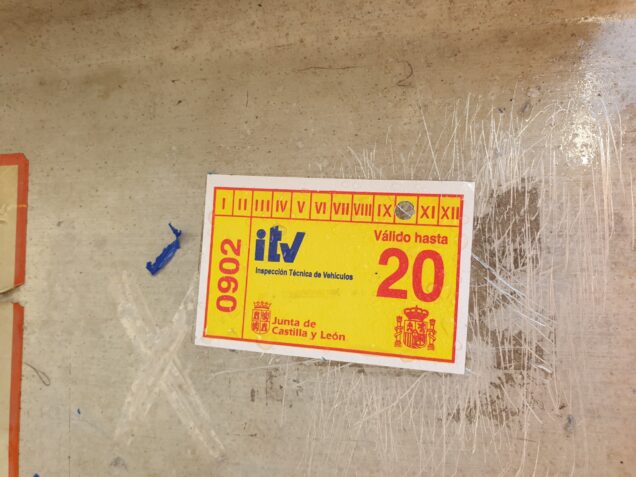 I II III IV V VI VII VIII IX XI XII
0902
itv
Inspección Técnica de Vehículos
Válido hasta
20
Junta de
Castilla y León